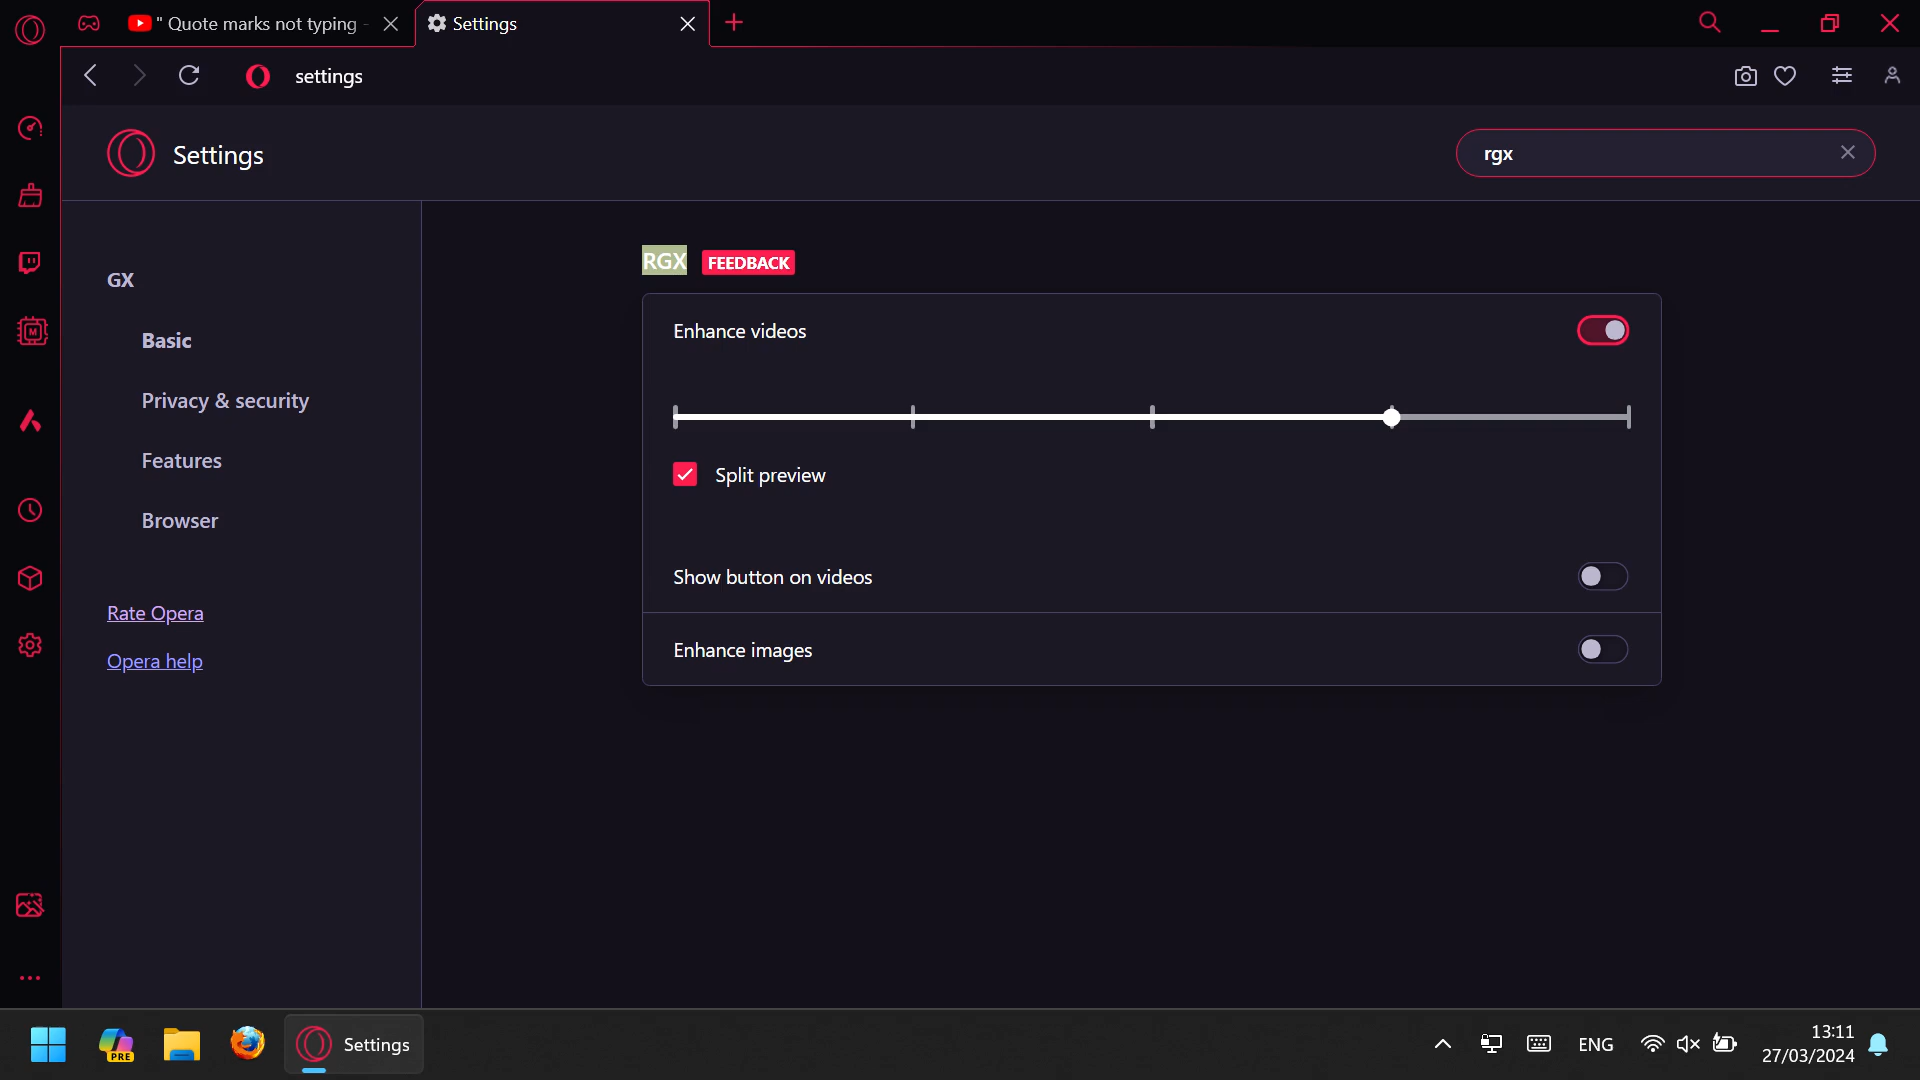 " Quote marks not typing -
Settings
settings
Settings
rgx
GX
Basic
Privacy & security
Features
Browser
Rate Opera
Opera help
RGX FEEDBACK
Enhance videos
Split preview
Show button on videos
Enhance images
M
PRE
Settings
ENG
13:11
27/03/2024